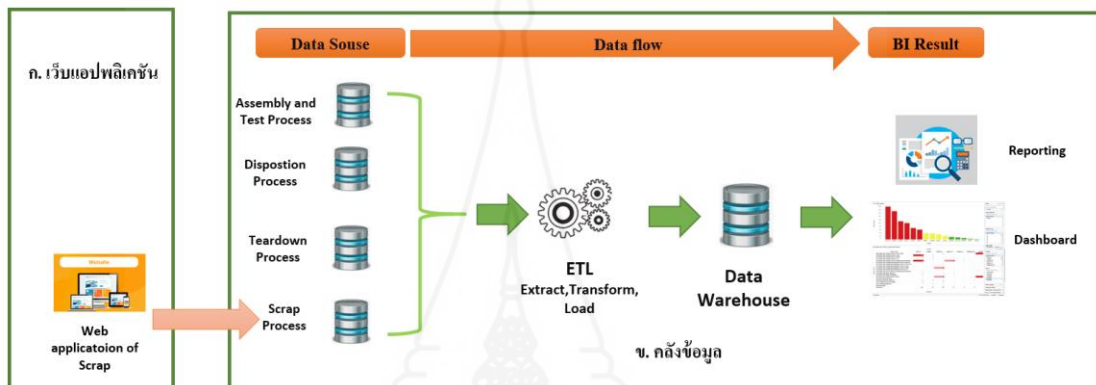 ก. เว็บแอปพลิเคชัน
Website
Web
applicatoion of
Scrap
Data Souse
Data flow
BI Result
Assembly and
Test Process
Dispostion
Process
Teardown
Process
Scrap
Process
ETL
Extract,Transform,
Load
Data
Warehouse
Reporting
Dashboard
ข. คลังข้อมูล